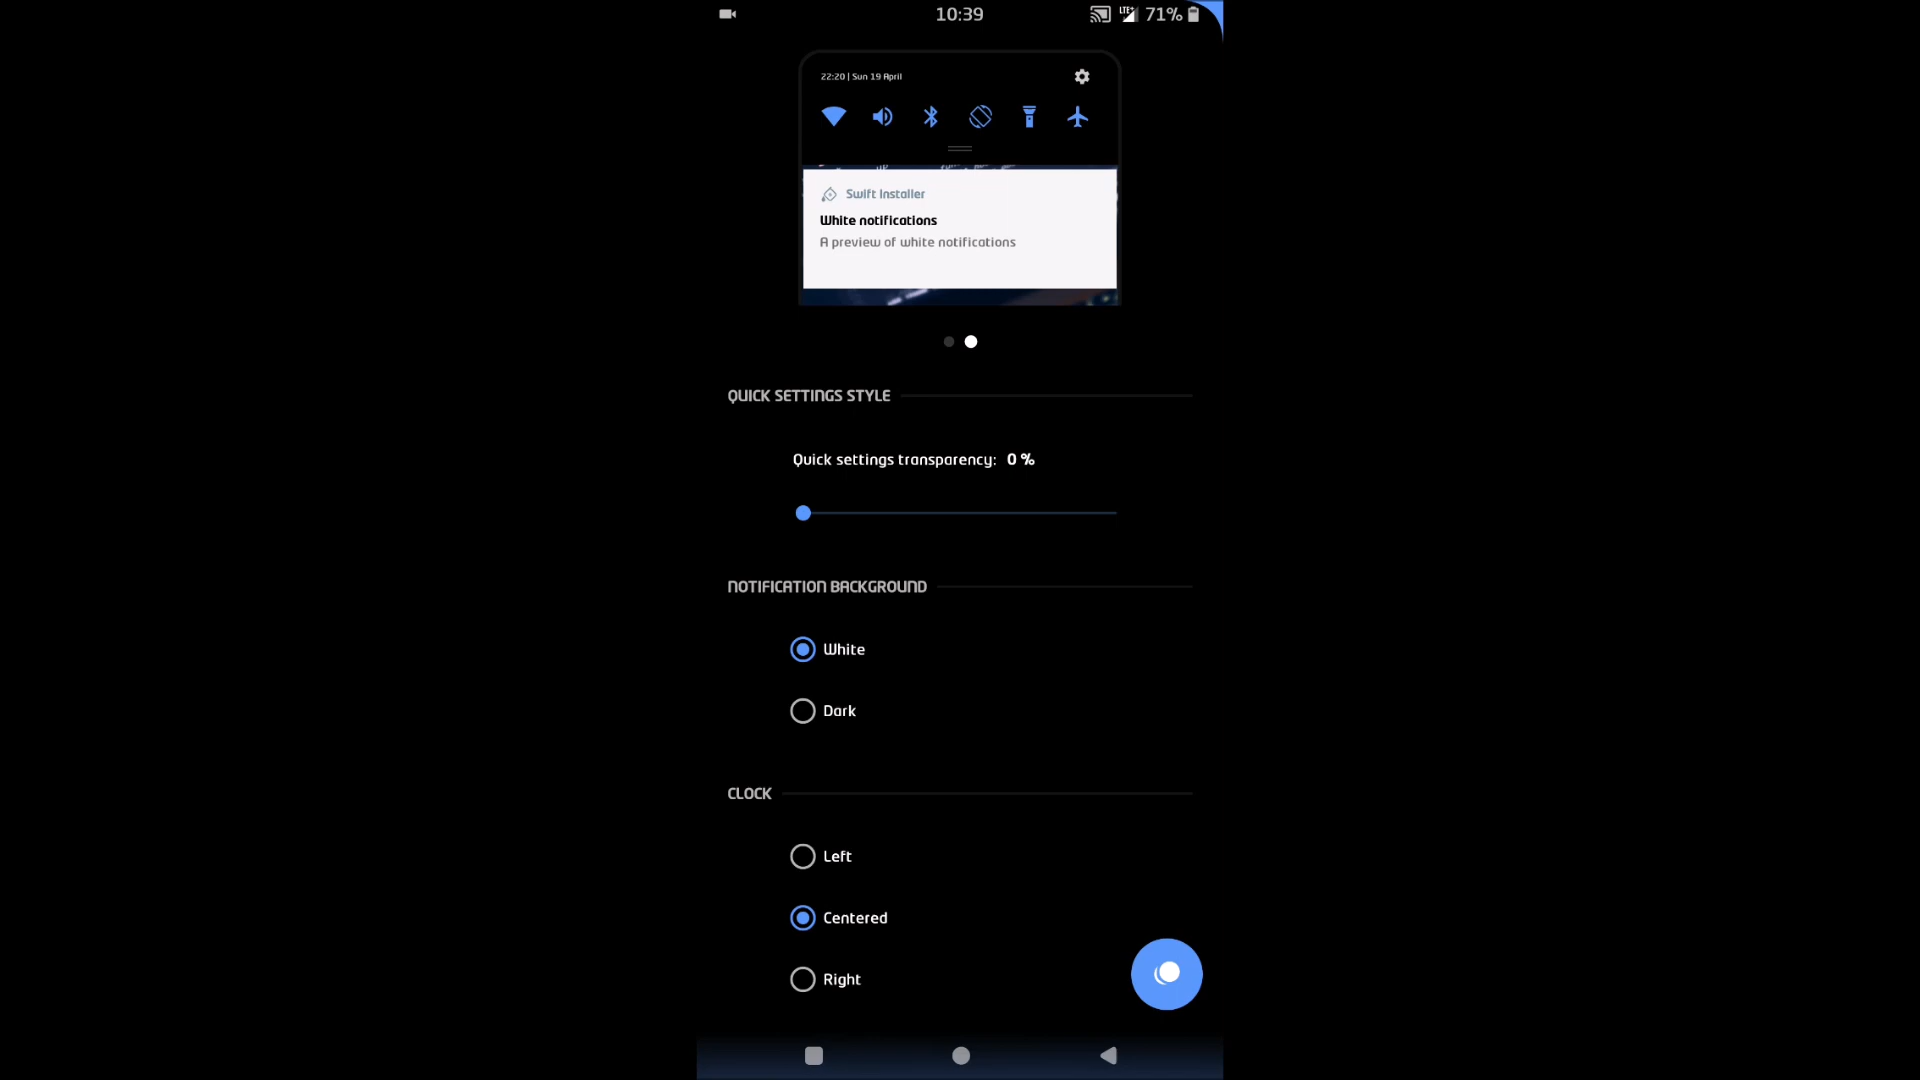 10:39
LTE+
71%
22:20 | Sun 19 April
Swift Installer
White notifications
A preview of white notifications
QUICK SETTINGS STYLE
Quick settings transparency: 0 %
NOTIFICATION BACKGROUND
White
Dark
CLOCK
Left
Centered
Right